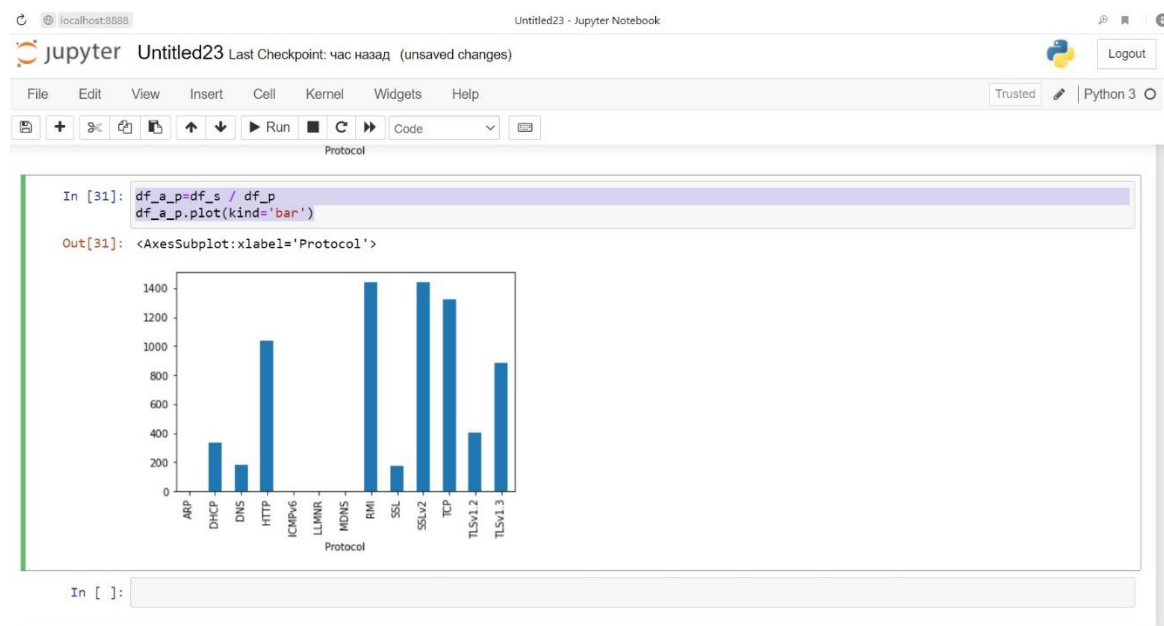 localhost:8888 Untitled23 - Jupyter Notebook
jupyter Untitled23 Last Checkpoint: час назад (unsaved changes) Logout
File Edit View Insert Cell Kernel Widgets Help Trusted Python 3
Run Code
Protocol
In [31]: df_a_p=df_s / df_p
df_a_p.plot(kind='bar')
Out[31]: <AxesSubplot:xlabel='Protocol'>
1400
1200
1000
800
600
400
200
0
ARP
DHCP
DNS
HTTP
ICMPv6
LLMNR
MDNS
RMI
SSL
SSLv2
TCP
TLSv1.2
TLSv1.3
Protocol
In [ ]: